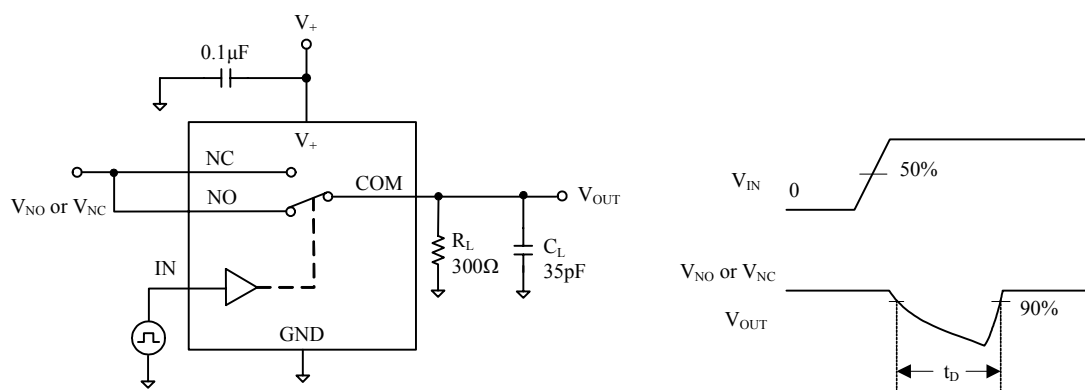 V+
0.1μF
V+
NC
NO
COM
VNO or VNC
VOUT
RL
300Ω
CL
35pF
IN
GND
VIN
0
50%
VNO or VNC
VOUT
90%
tD